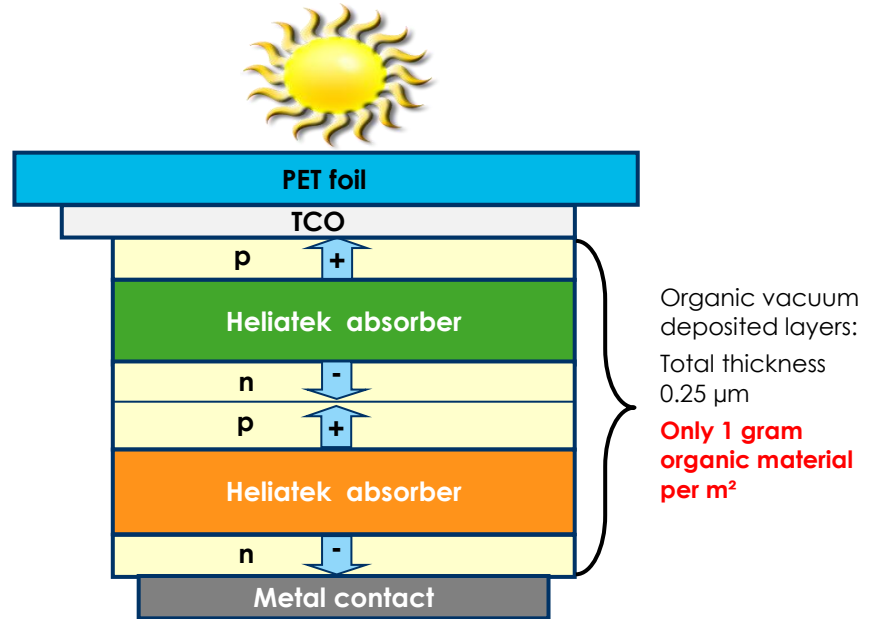 PET foil
TCO
p
+
Heliatek absorber
n
-
p
+
Heliatek absorber
n
-
Metal contact
Organic vacuum
deposited layers:
Total thickness
0.25 µm
Only 1 gram
organic material
per m²